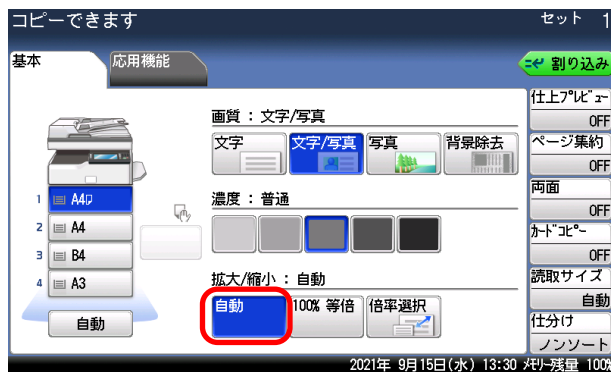 コピーできます
セット 1
基本
応用機能
割り込み
画質：文字/写真
文字
文字/写真
写真
背景除去
1 A4
2 A4
3 B4
4 A3
自動
濃度：普通
拡大/縮小：自動
自動
100% 等倍
倍率選択
仕上ﾌﾟﾚﾋﾞｭｰ
OFF
ページ集約
OFF
両面
OFF
ｶｰﾄﾞｺﾋﾟｰ
OFF
読取サイズ
自動
仕分け
ノンソート
2021年 9月15日(水) 13:30 ﾒﾓﾘｰ残量 100%